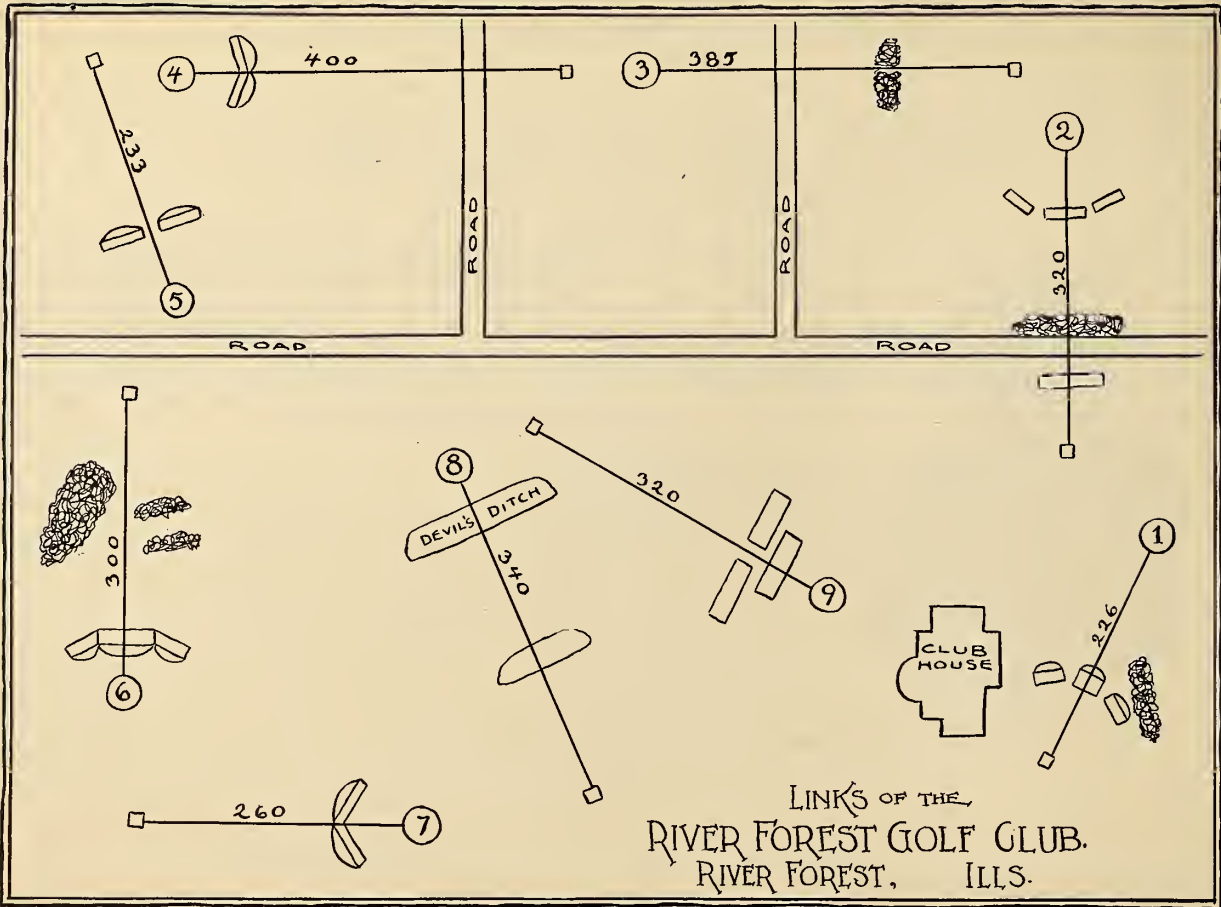 4
400
3
385
2
233
320
5
ROAD
ROAD
ROAD
ROAD
8
320
DEVIL'S DITCH
300
340
9
1
226
CLUB
HOUSE
6
260
7
LINKS OF THE
RIVER FOREST GOLF CLUB.
RIVER FOREST, ILLS.